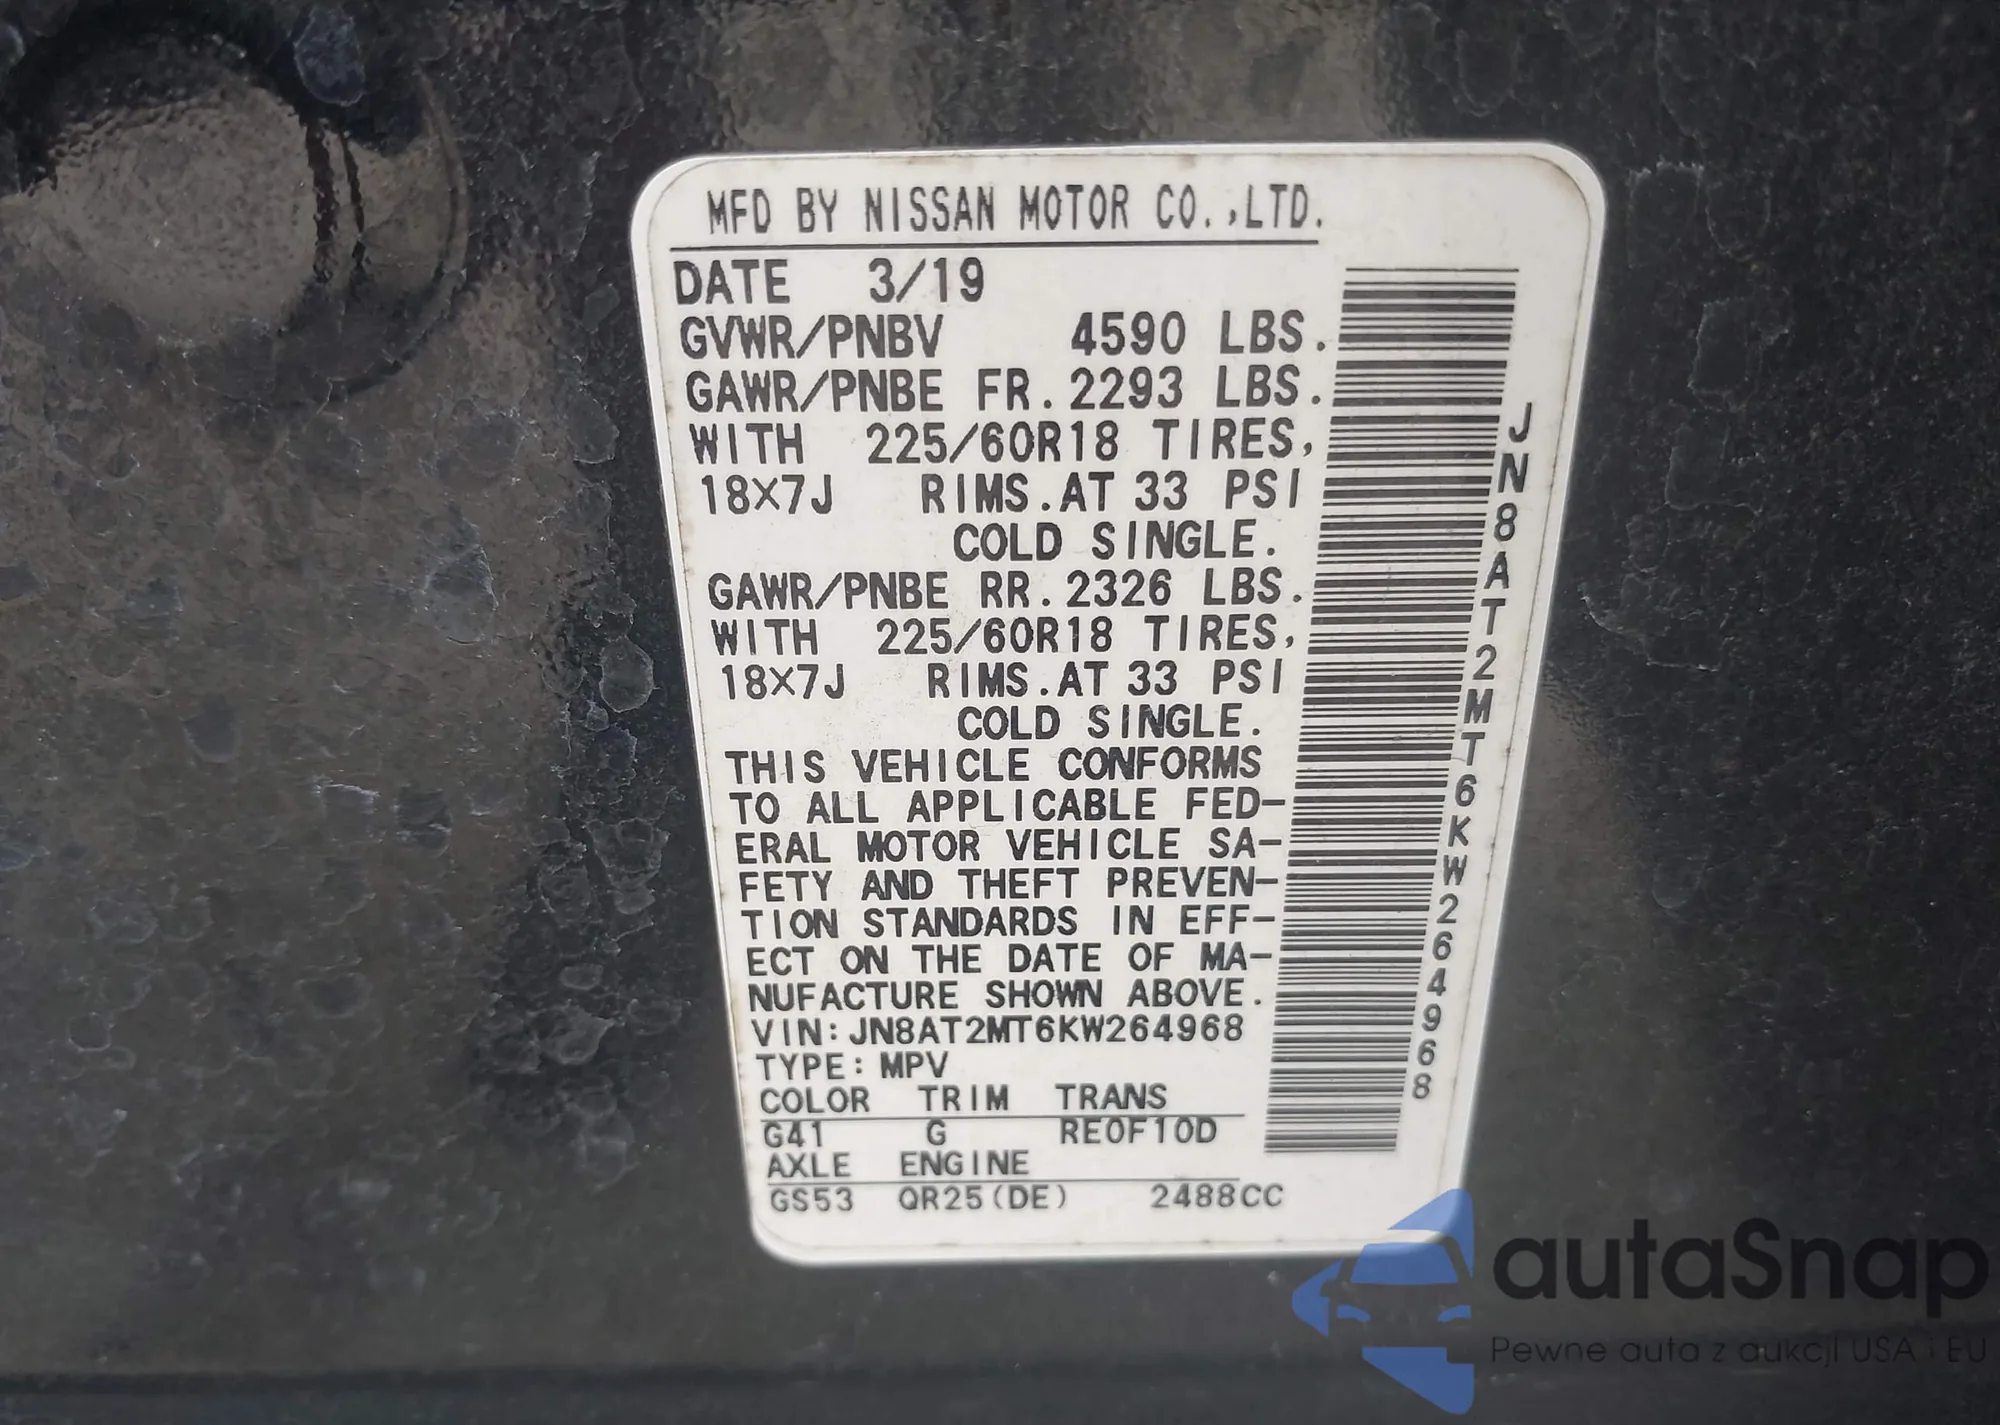 MFD BY NISSAN MOTOR CO.,LTD.
DATE 3/19
GVWR/PNBV 4590 LBS.
GAWR/PNBE FR. 2293 LBS.
WITH 225/60R18 TIRES,
18×7J RIMS.AT 33 PSI
COLD SINGLE.
GAWR/PNBE RR. 2326 LBS.
WITH 225/60R18 TIRES,
18×7J RIMS.AT 33 PSI
COLD SINGLE.
THIS VEHICLE CONFORMS
TO ALL APPLICABLE FED-
ERAL MOTOR VEHICLE SA-
FETY AND THEFT PREVEN-
TION STANDARDS IN EFF-
ECT ON THE DATE OF MA-
NUFACTURE SHOWN ABOVE.
VIN: JN8AT2MT6KW264968
TYPE: MPV
COLOR TRIM TRANS
G41 G RE0F10D
AXLE ENGINE
GS53 QR25(DE) 2488CC
JN8AT2MT6KW264968
autaSnap
Pewne auta z aukcji USA i EU